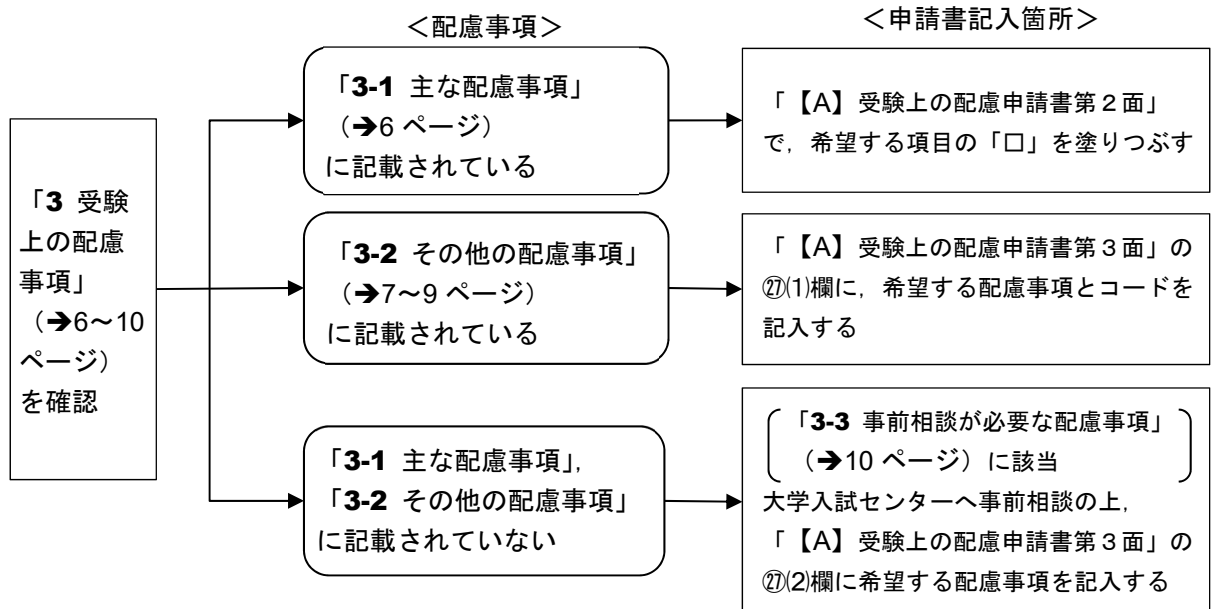 ＜配慮事項＞
＜申請書記入箇所＞
「3 受験
上の配慮
事項」
（➔6～10
ページ）
を確認
「3-1 主な配慮事項」
（➔6 ページ）
に記載されている
「【A】受験上の配慮申請書第２面」
で，希望する項目の「□」を塗りつぶす
「3-2 その他の配慮事項」
（➔7～9 ページ）
に記載されている
「【A】受験上の配慮申請書第３面」の
㉗⑴欄に，希望する配慮事項とコードを
記入する
「3-1 主な配慮事項」，
「3-2 その他の配慮事項」
に記載されていない
「3-3 事前相談が必要な配慮事項」
（➔10 ページ）に該当
大学入試センターへ事前相談の上，
「【A】受験上の配慮申請書第３面」の
㉗⑵欄に希望する配慮事項を記入する